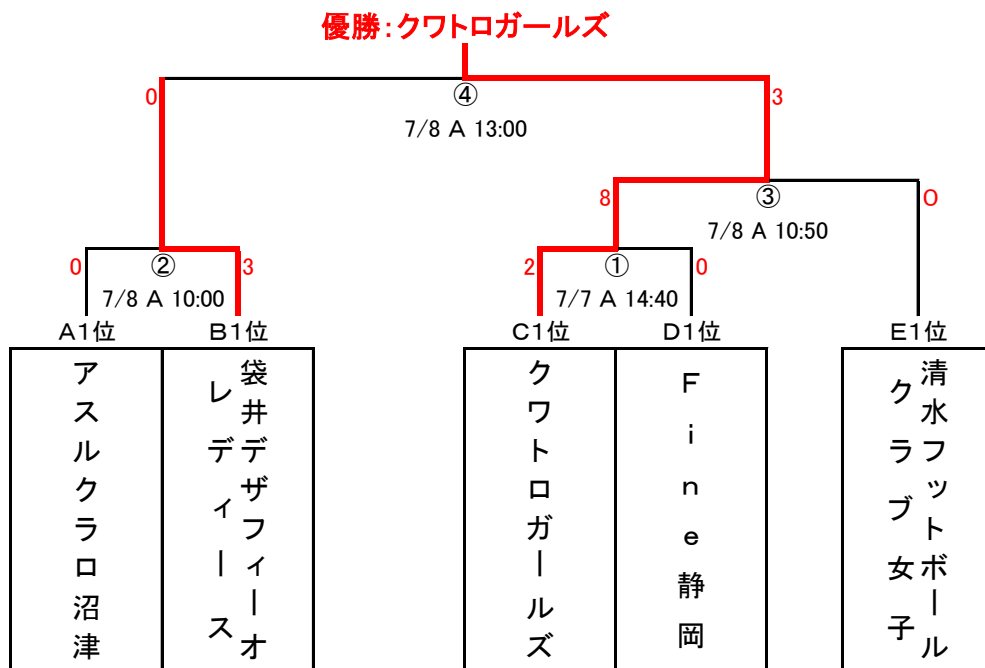 優勝:クワトロガールズ
0
④
3
7/8 A 13:00
8
③
0
7/8 A 10:50
0
②
3
2
①
0
7/8 A 10:00
7/7 A 14:40
A1位
B1位
C1位
D1位
E1位
アスルクラロ沼津
袋井デザフィーオ
レディース
クワトロガールズ
Fine静岡
清水フットボール
クラブ女子